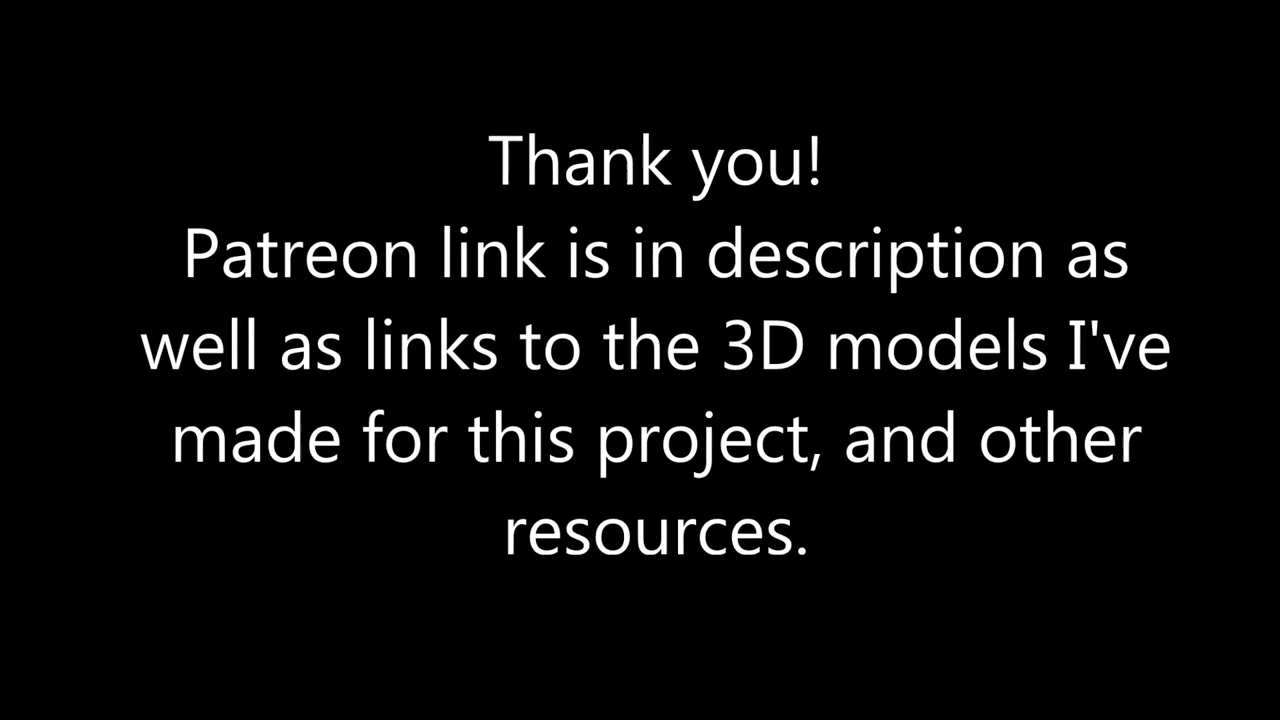 Thank you!
Patreon link is in description as
well as links to the 3D models I've
made for this project, and other
resources.